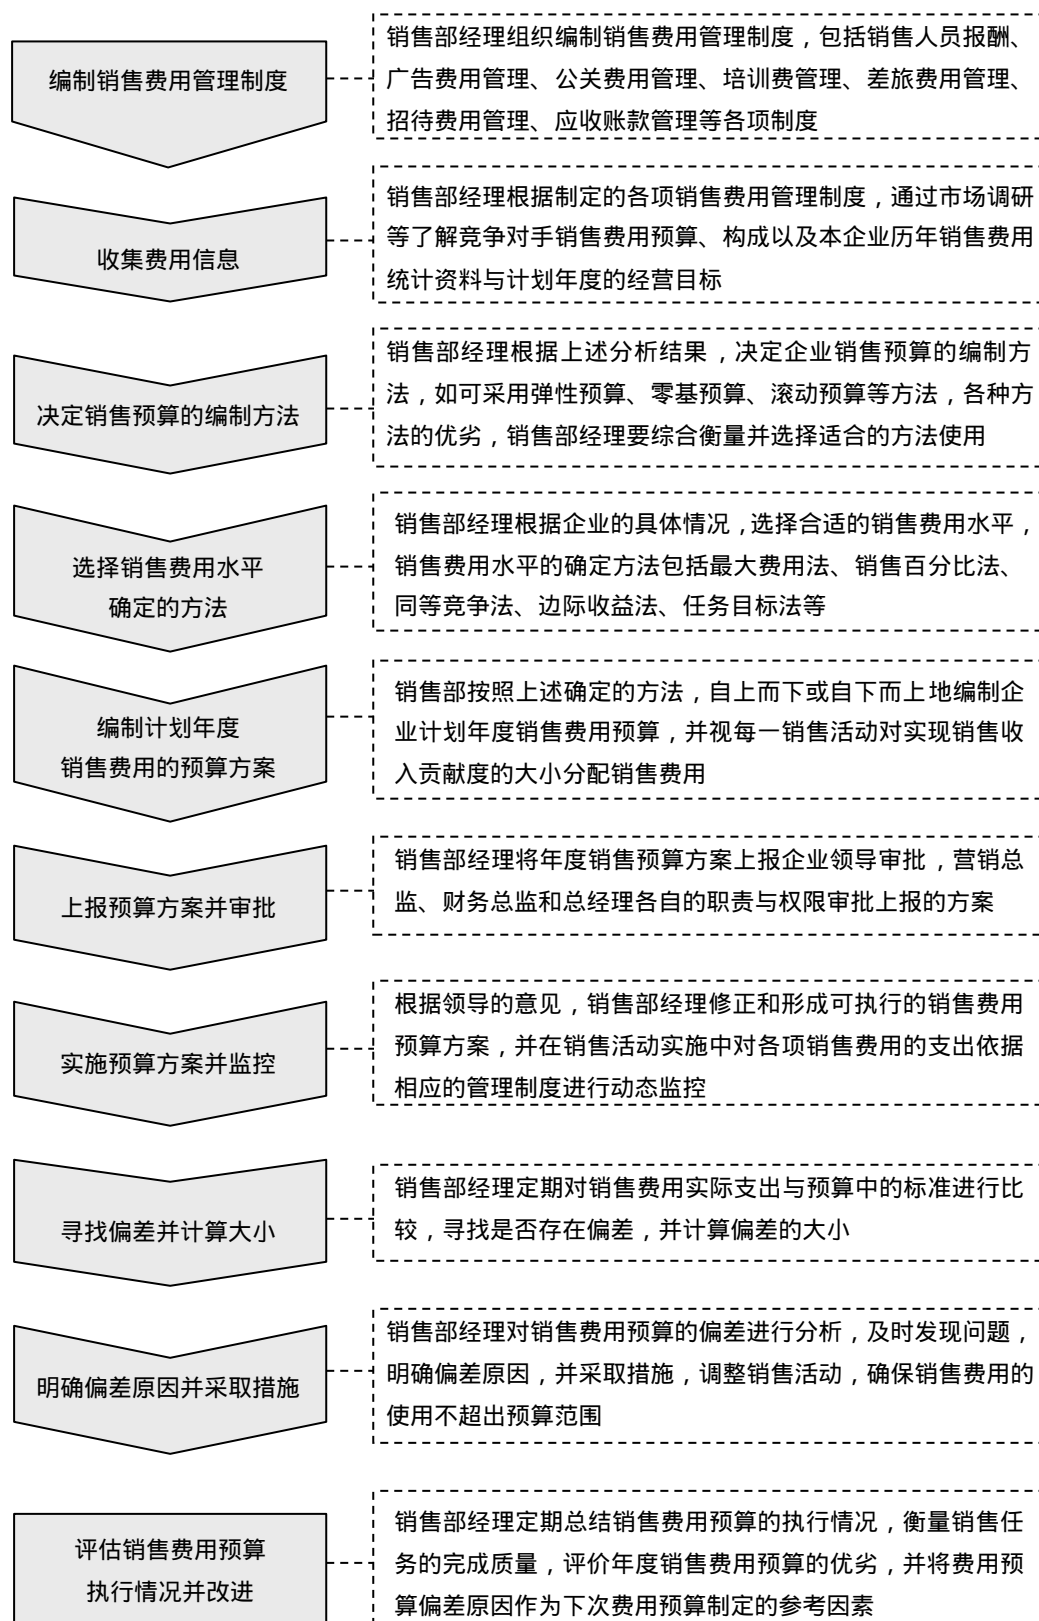 编制销售费用管理制度
销售部经理组织编制销售费用管理制度，包括销售人员报酬、
广告费用管理、公关费用管理、培训费管理、差旅费用管理、
招待费用管理、应收账款管理等各项制度
收集费用信息
销售部经理根据制定的各项销售费用管理制度，通过市场调研
等了解竞争对手销售费用预算、构成以及本企业历年销售费用
统计资料与计划年度的经营目标
决定销售预算的编制方法
销售部经理根据上述分析结果，决定企业销售预算的编制方
法，如可采用弹性预算、零基预算、滚动预算等方法，各种方
法的优劣，销售部经理要综合衡量并选择适合的方法使用
选择销售费用水平
确定的方法
销售部经理根据企业的具体情况，选择合适的销售费用水平，
销售费用水平的确定方法包括最大费用法、销售百分比法、
同等竞争法、边际收益法、任务目标法等
编制计划年度
销售费用的预算方案
销售部按照上述确定的方法，自上而下或自下而上地编制企
业计划年度销售费用预算，并视每一销售活动对实现销售收
入贡献度的大小分配销售费用
上报预算方案并审批
销售部经理将年度销售预算方案上报企业领导审批，营销总
监、财务总监和总经理各自的职责与权限审批上报的方案
实施预算方案并监控
根据领导的意见，销售部经理修正和形成可执行的销售费用
预算方案，并在销售活动实施中对各项销售费用的支出依据
相应的管理制度进行动态监控
寻找偏差并计算大小
销售部经理定期对销售费用实际支出与预算中的标准进行比
较，寻找是否存在偏差，并计算偏差的大小
明确偏差原因并采取措施
销售部经理对销售费用预算的偏差进行分析，及时发现问题，
明确偏差原因，并采取措施，调整销售活动，确保销售费用的
使用不超出预算范围
评估销售费用预算
执行情况并改进
销售部经理定期总结销售费用预算的执行情况，衡量销售任
务的完成质量，评价年度销售费用预算的优劣，并将费用预
算偏差原因作为下次费用预算制定的参考因素